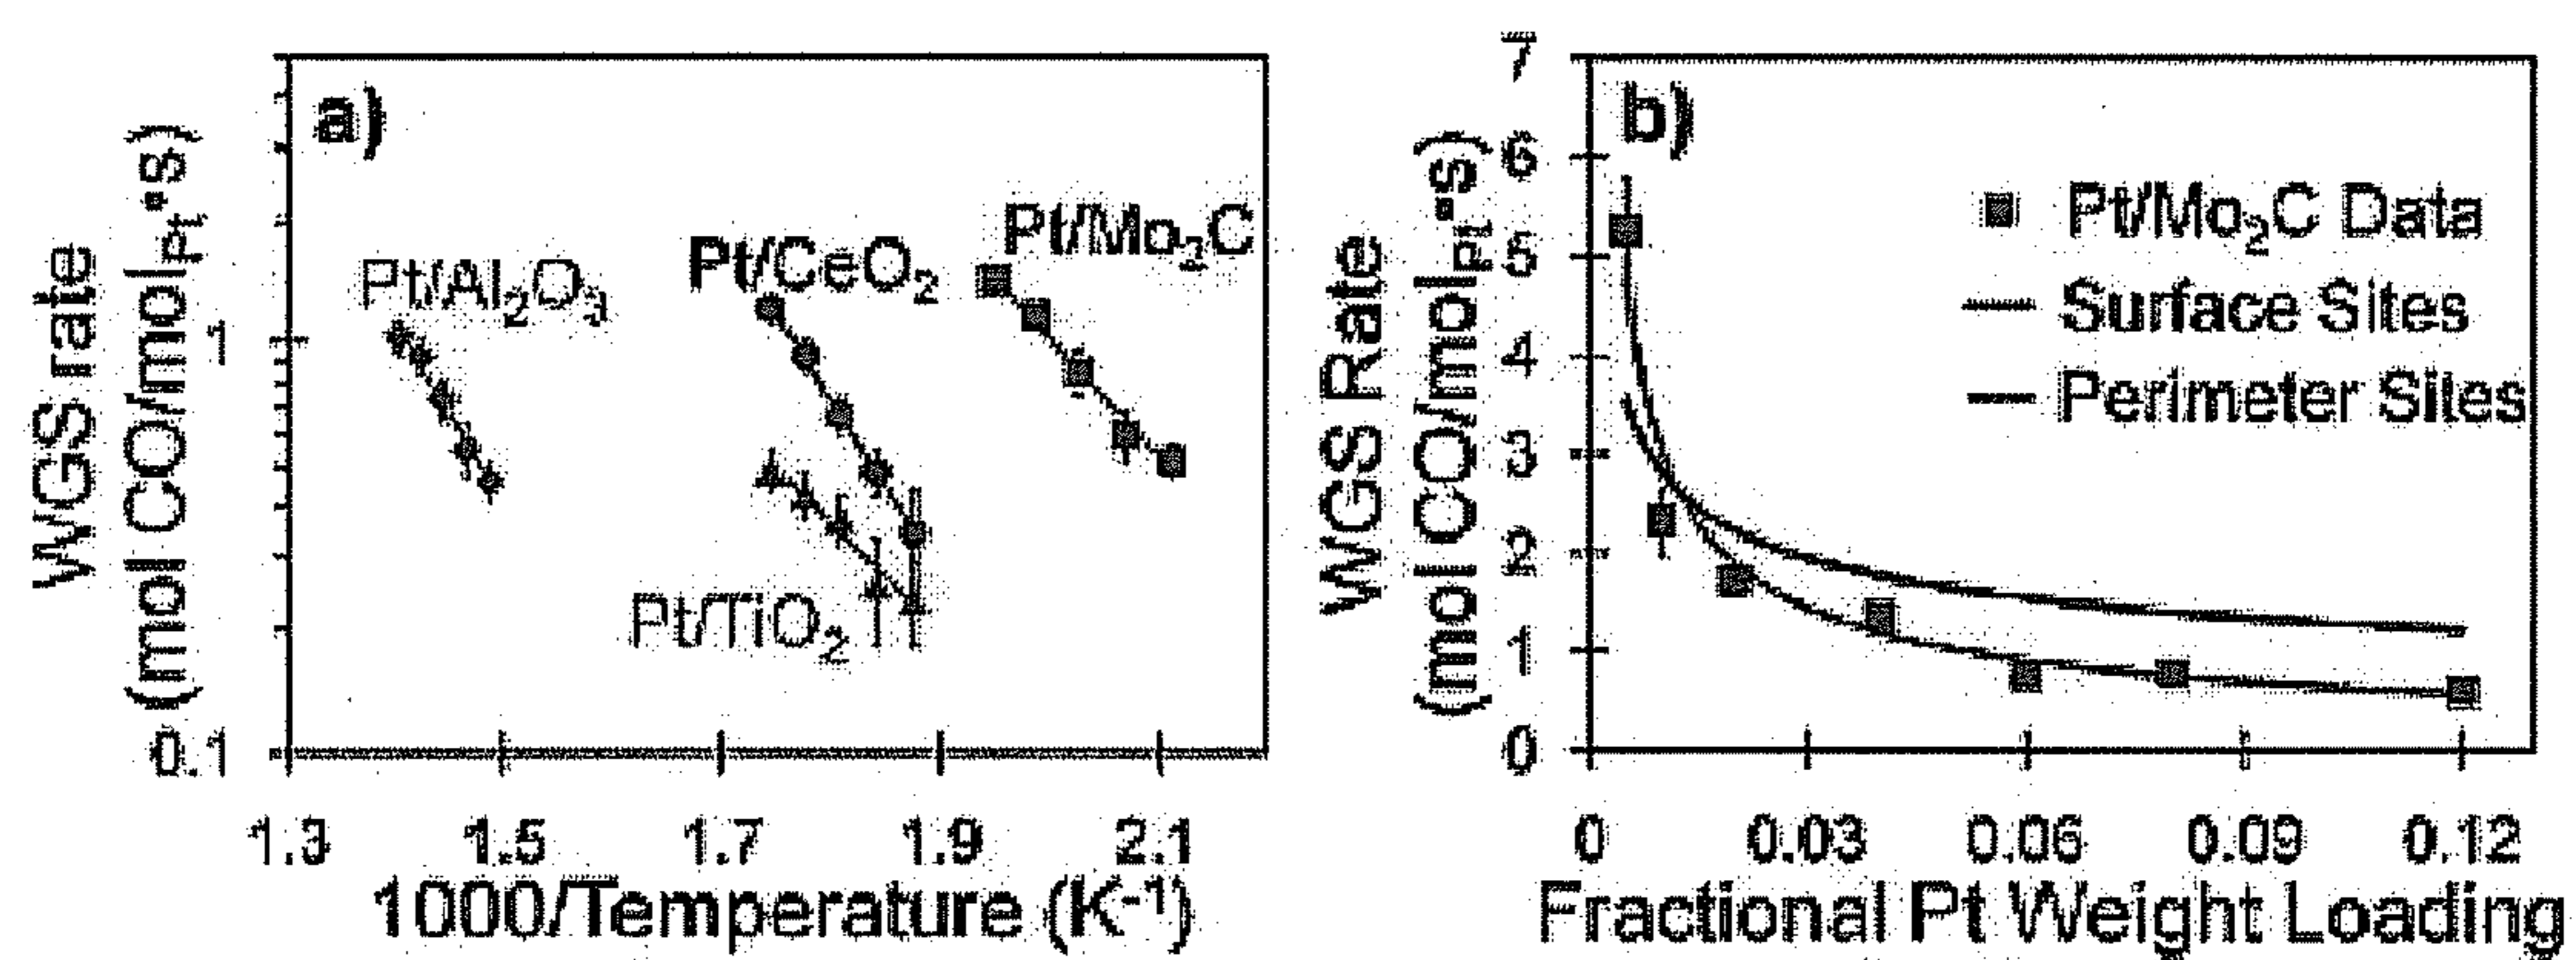 a)
WGS rate
(mol CO/mol_Pt·s)
Pt/Al₂O₃
Pt/CeO₂
Pt/Mo₂C
Pt/TiO₂
1
0.1
1.3 1.5 1.7 1.9 2.1
1000/Temperature (K⁻¹)
b)
WGS Rate
(mol CO/mol_Pt·s)
7
6
5
4
3
2
1
0
Pt/Mo₂C Data
Surface Sites
Perimeter Sites
0 0.03 0.06 0.09 0.12
Fractional Pt Weight Loading